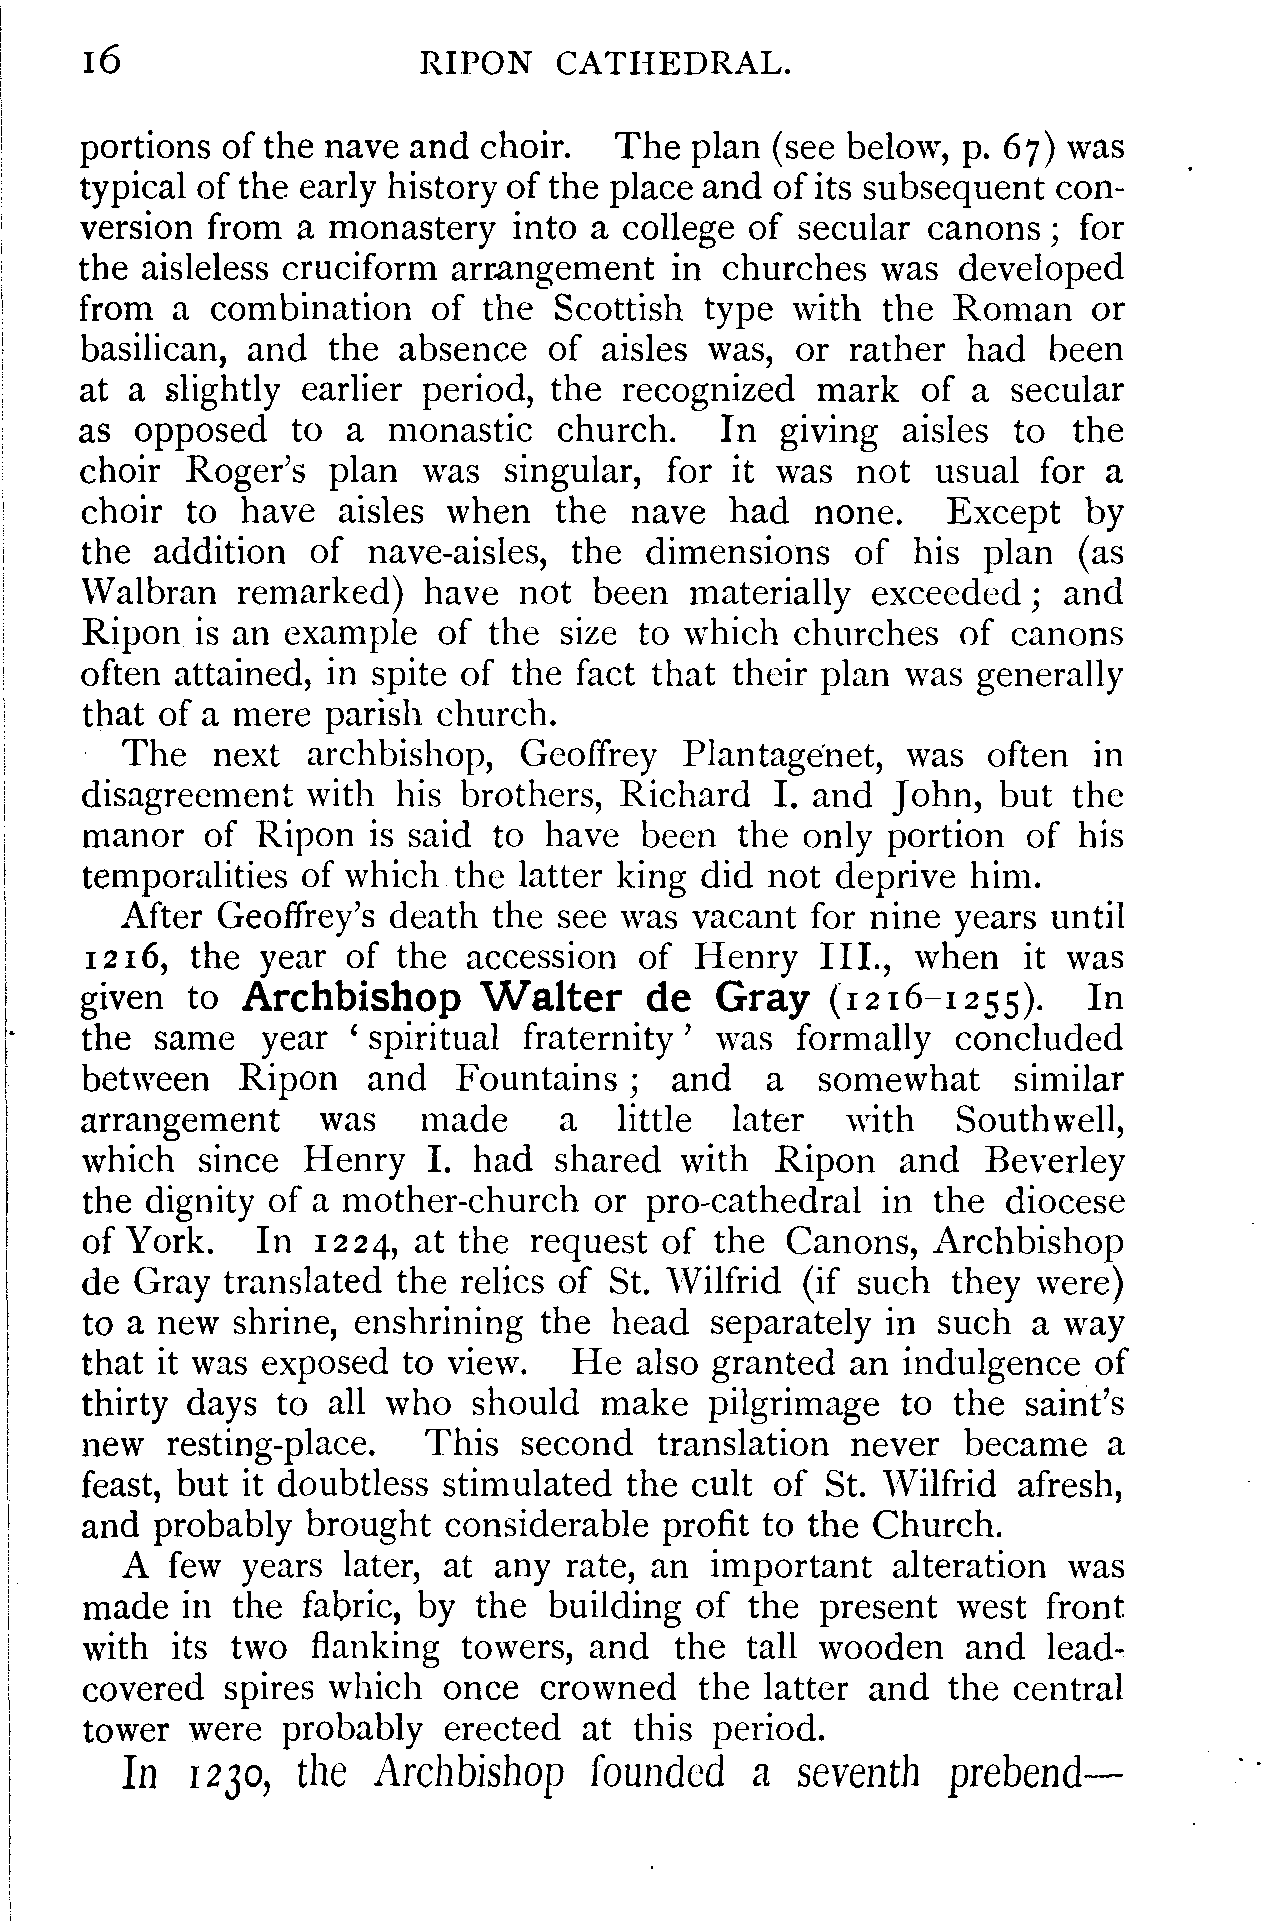 16 RIPON CATHEDRAL.
portions of the nave and choir. The plan (see below, p. 67) was
typical of the early history of the place and of its subsequent con-
version from a monastery into a college of secular canons; for
the aisleless cruciform arrangement in churches was developed
from a combination of the Scottish type with the Roman or
basilican, and the absence of aisles was, or rather had been
at a slightly earlier period, the recognized mark of a secular
as opposed to a monastic church. In giving aisles to the
choir Roger's plan was singular, for it was not usual for a
choir to have aisles when the nave had none. Except by
the addition of nave-aisles, the dimensions of his plan (as
Walbran remarked) have not been materially exceeded; and
Ripon is an example of the size to which churches of canons
often attained, in spite of the fact that their plan was generally
that of a mere parish church.
The next archbishop, Geoffrey Plantagenet, was often in
disagreement with his brothers, Richard I. and John, but the
manor of Ripon is said to have been the only portion of his
temporalities of which the latter king did not deprive him.
After Geoffrey's death the see was vacant for nine years until
1216, the year of the accession of Henry III., when it was
given to Archbishop Walter de Gray (1216–1255). In
the same year ‘spiritual fraternity’ was formally concluded
between Ripon and Fountains; and a somewhat similar
arrangement was made a little later with Southwell,
which since Henry I. had shared with Ripon and Beverley
the dignity of a mother-church or pro-cathedral in the diocese
of York. In 1224, at the request of the Canons, Archbishop
de Gray translated the relics of St. Wilfrid (if such they were)
to a new shrine, enshrining the head separately in such a way
that it was exposed to view. He also granted an indulgence of
thirty days to all who should make pilgrimage to the saint's
new resting-place. This second translation never became a
feast, but it doubtless stimulated the cult of St. Wilfrid afresh,
and probably brought considerable profit to the Church.
A few years later, at any rate, an important alteration was
made in the fabric, by the building of the present west front
with its two flanking towers, and the tall wooden and lead-
covered spires which once crowned the latter and the central
tower were probably erected at this period.
In 1230, the Archbishop founded a seventh prebend—